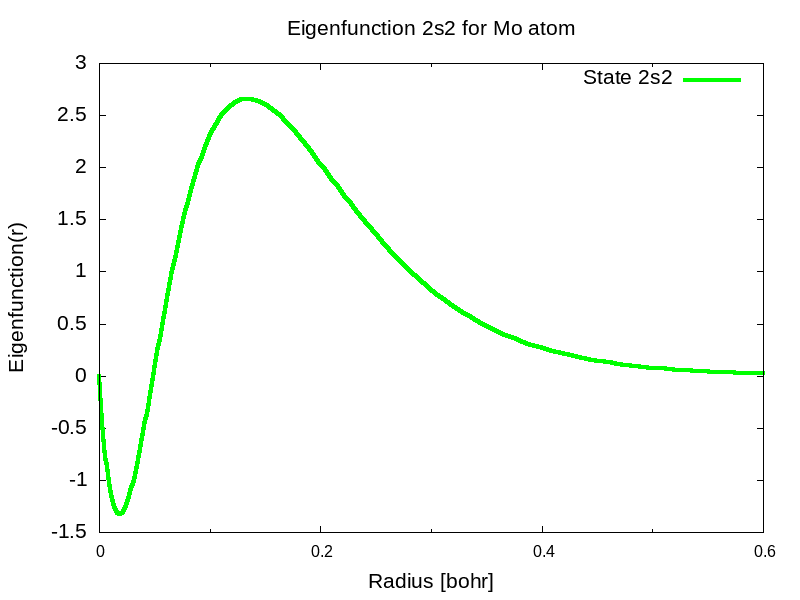 Eigenfunction 2s2 for Mo atom
State 2s2
3
2.5
2
1.5
1
0.5
0
-0.5
-1
-1.5
Eigenfunction(r)
0 0.2 0.4 0.6
Radius [bohr]